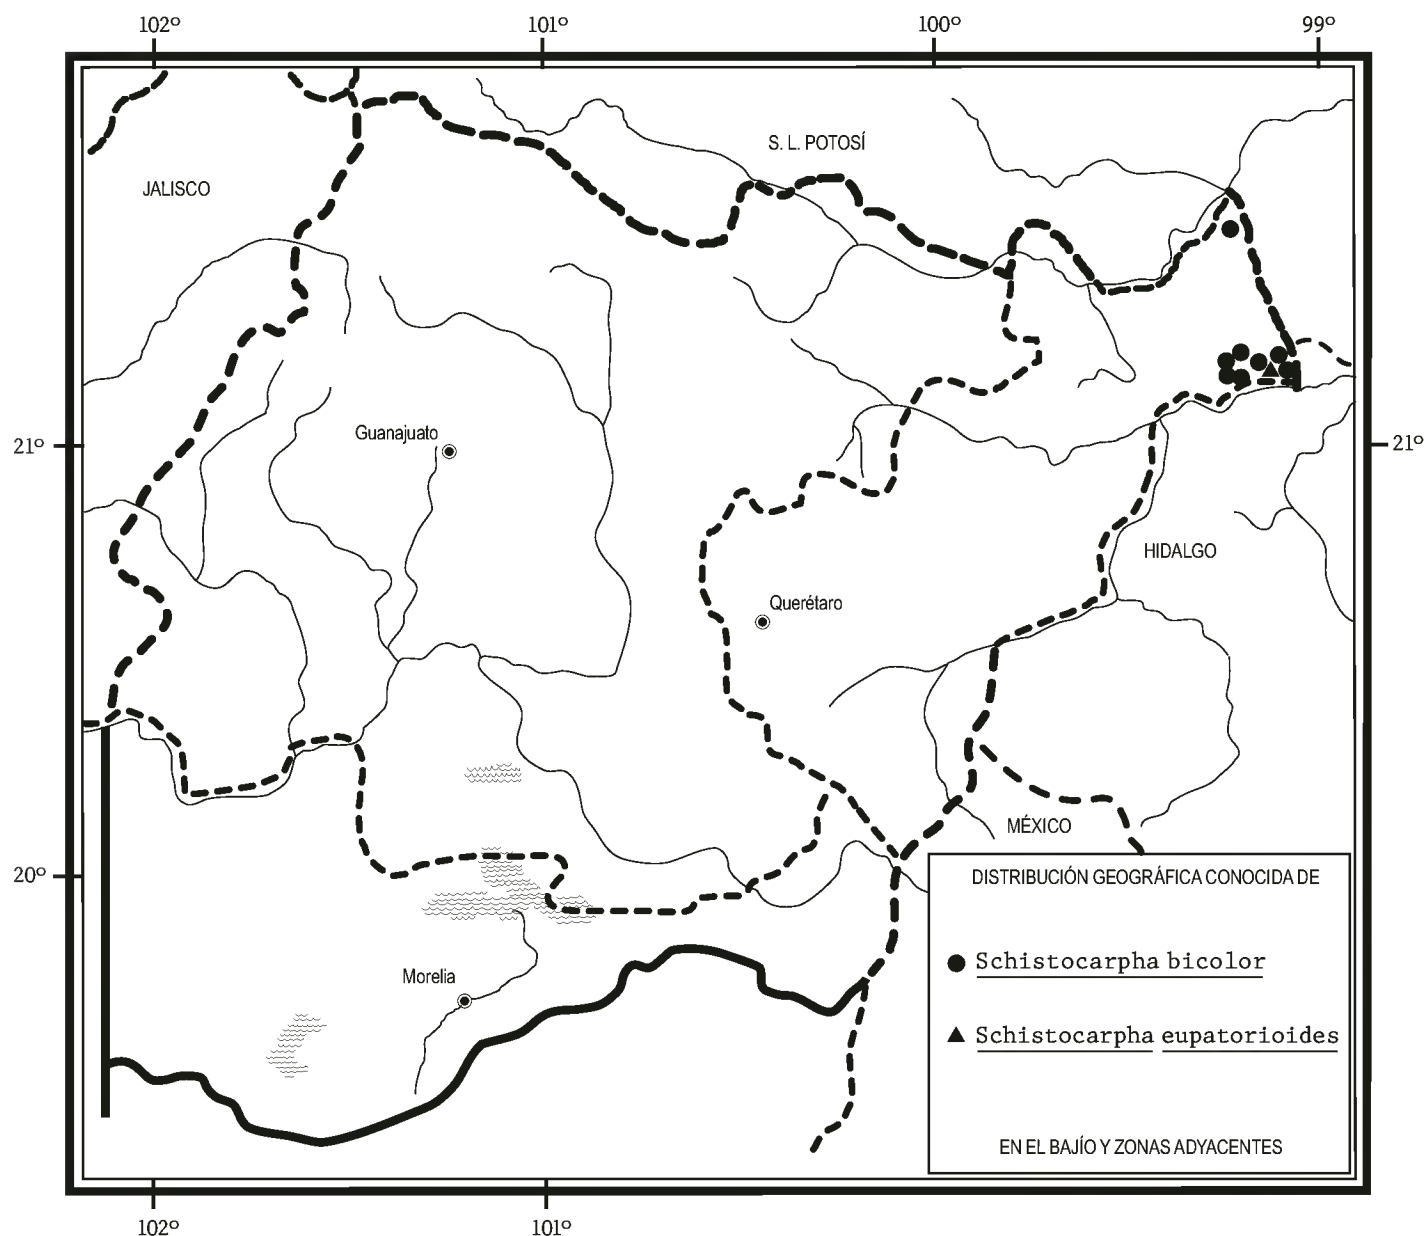 102º 101º 100º 99º
S. L. POTOSÍ
JALISCO
Guanajuato
21º 21º
HIDALGO
Querétaro
MÉXICO
20º
DISTRIBUCIÓN GEOGRÁFICA CONOCIDA DE
Schistocarpha bicolor
Morelia
Schistocarpha eupatorioides
EN EL BAJÍO Y ZONAS ADYACENTES
102º 101º